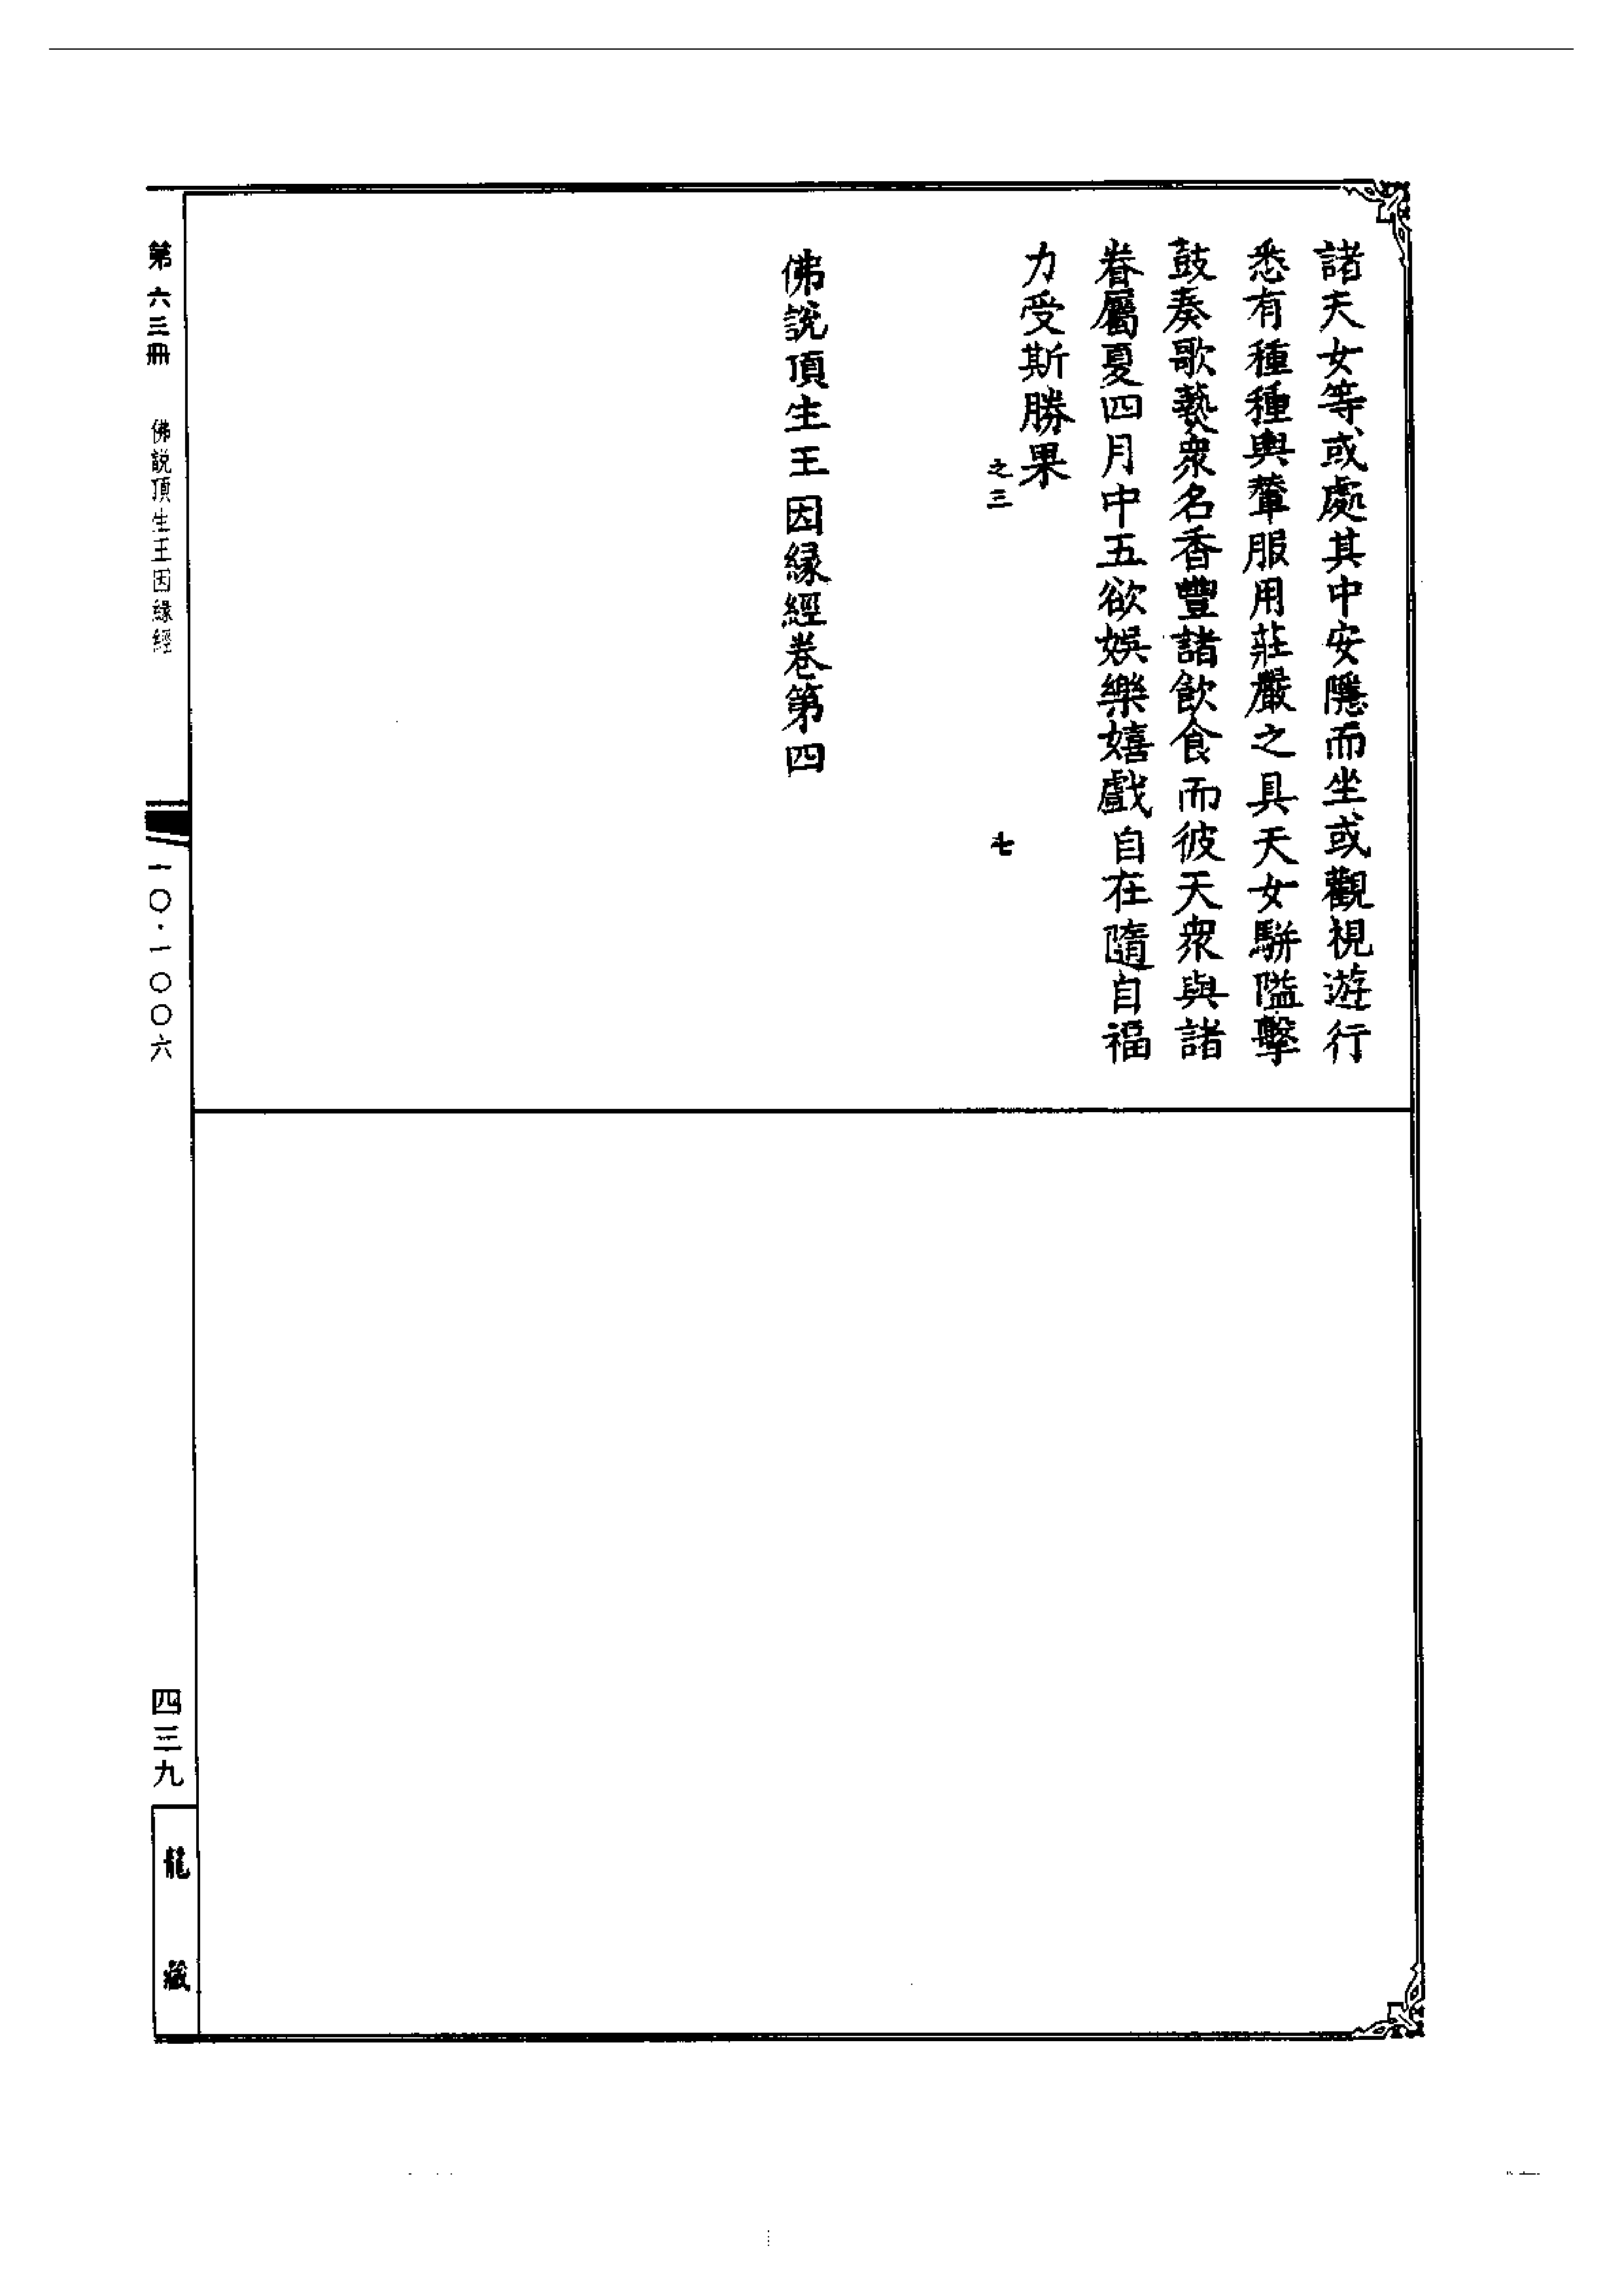 諸天女等或處其中安隱而坐或觀視遊行
悉有種種輿輦服用莊嚴之具天女駢隘擊
鼓奏歌爇衆名香豐諸飲食而彼天衆與諸
眷屬夏四月中五欲娛樂嬉戲自在隨自福
力受斯勝果
之三 七
佛說頂生王因緣經卷第四
第六三冊 佛說頂生王因緣經 一〇·一〇〇六 四三九
龍藏